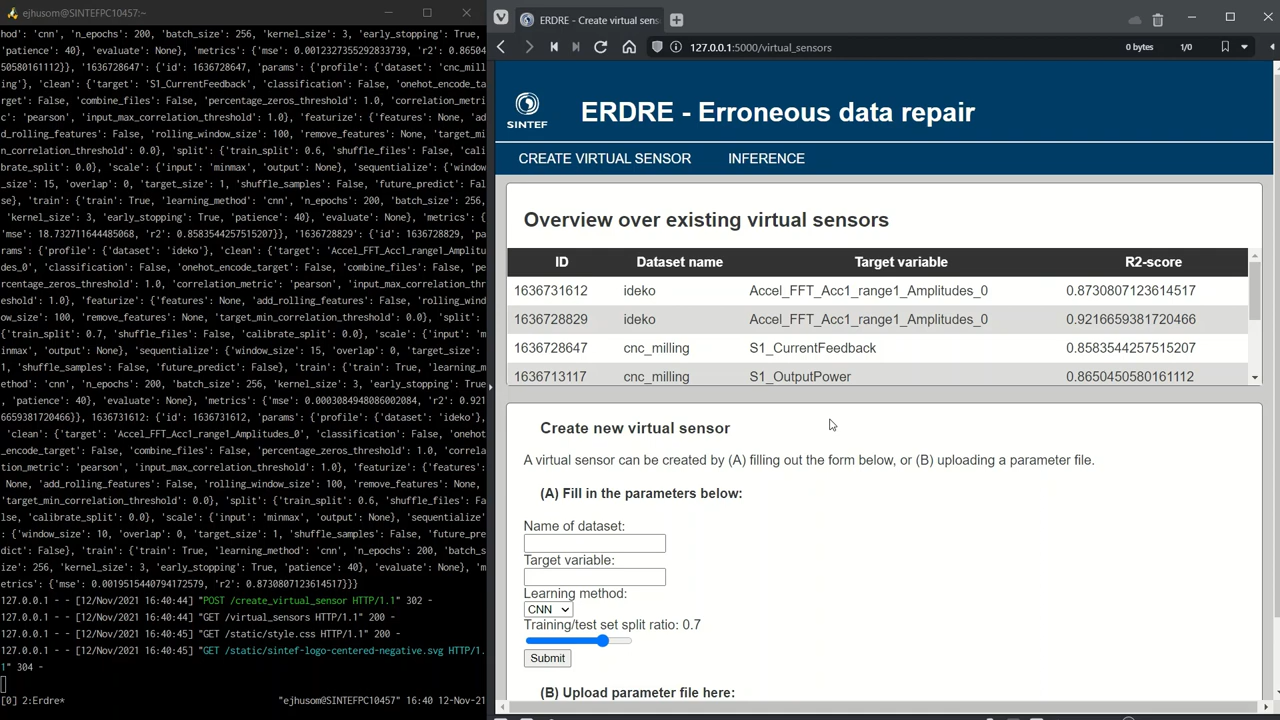 ejhusom@SINTEFPC10457:~
hod': 'cnn', 'n_epochs': 200, 'batch_size': 256, 'kernel_size': 3, 'early_stopping': True,
'patience': 40}, 'evaluate': None}, 'metrics': {'mse': 0.0012327355292833739, 'r2': 0.86504
50580161112}}, '1636728647': {'id': 1636728647, 'params': {'profile': {'dataset': 'cnc_mill
ing'}, 'clean': {'target': 'S1_CurrentFeedback', 'classification': False, 'onehot_encode_ta
rget': False, 'combine_files': False, 'percentage_zeros_threshold': 1.0, 'correlation_metri
c': 'pearson', 'input_max_correlation_threshold': 1.0}, 'featurize': {'features': None, 'ad
d_rolling_features': False, 'rolling_window_size': 100, 'remove_features': None, 'target_mi
n_correlation_threshold': 0.0}, 'split': {'train_split': 0.6, 'shuffle_files': False, 'cali
brate_split': 0.0}, 'scale': {'input': 'minmax', 'output': None}, 'sequentialize': {'window
_size': 15, 'overlap': 0, 'target_size': 1, 'shuffle_samples': False, 'future_predict': Fal
se}, 'train': {'train': True, 'learning_method': 'cnn', 'n_epochs': 200, 'batch_size': 256,
'kernel_size': 3, 'early_stopping': True, 'patience': 40}, 'evaluate': None}, 'metrics': {
'mse': 18.732711644485068, 'r2': 0.8583544257515207}}, '1636728829': {'id': 1636728829, 'pa
rams': {'profile': {'dataset': 'ideko'}, 'clean': {'target': 'Accel_FFT_Acc1_range1_Amplitu
des_0', 'classification': False, 'onehot_encode_target': False, 'combine_files': False, 'pe
rcentage_zeros_threshold': 1.0, 'correlation_metric': 'pearson', 'input_max_correlation_thr
eshold': 1.0}, 'featurize': {'features': None, 'add_rolling_features': False, 'rolling_wind
ow_size': 100, 'remove_features': None, 'target_min_correlation_threshold': 0.0}, 'split':
{'train_split': 0.7, 'shuffle_files': False, 'calibrate_split': 0.0}, 'scale': {'input': 'm
inmax', 'output': None}, 'sequentialize': {'window_size': 15, 'overlap': 0, 'target_size':
1, 'shuffle_samples': False, 'future_predict': False}, 'train': {'train': True, 'learning_m
ethod': 'cnn', 'n_epochs': 200, 'batch_size': 256, 'kernel_size': 3, 'early_stopping': True
, 'patience': 40}, 'evaluate': None}, 'metrics': {'mse': 0.0003084948086002084, 'r2': 0.921
6659381720466}}, '1636731612': {'id': 1636731612, 'params': {'profile': {'dataset': 'ideko'
}, 'clean': {'target': 'Accel_FFT_Acc1_range1_Amplitudes_0', 'classification': False, 'onehot
_encode_target': False, 'combine_files': False, 'percentage_zeros_threshold': 1.0, 'correla
tion_metric': 'pearson', 'input_max_correlation_threshold': 1.0}, 'featurize': {'features':
None, 'add_rolling_features': False, 'rolling_window_size': 100, 'remove_features': None,
'target_min_correlation_threshold': 0.0}, 'split': {'train_split': 0.6, 'shuffle_files': Fa
lse, 'calibrate_split': 0.0}, 'scale': {'input': 'minmax', 'output': None}, 'sequentialize'
: {'window_size': 10, 'overlap': 0, 'target_size': 1, 'shuffle_samples': False, 'future_pre
dict': False}, 'train': {'train': True, 'learning_method': 'cnn', 'n_epochs': 200, 'batch_s
ize': 256, 'kernel_size': 3, 'early_stopping': True, 'patience': 40}, 'evaluate': None}, 'm
etrics': {'mse': 0.0019515440794172579, 'r2': 0.8730807123614517}}}
127.0.0.1 - - [12/Nov/2021 16:40:44] "POST /create_virtual_sensor HTTP/1.1" 302 -
127.0.0.1 - - [12/Nov/2021 16:40:44] "GET /virtual_sensors HTTP/1.1" 200 -
127.0.0.1 - - [12/Nov/2021 16:40:45] "GET /static/style.css HTTP/1.1" 200 -
127.0.0.1 - - [12/Nov/2021 16:40:45] "GET /static/sintef-logo-centered-negative.svg HTTP/1.
1" 304 -
[0] 2:Erdre* "ejhusom@SINTEFPC10457" 16:40 12-Nov-21
ERDRE - Create virtual sens
127.0.0.1:5000/virtual_sensors 0 bytes 1/0
SINTEF
ERDRE - Erroneous data repair
CREATE VIRTUAL SENSOR INFERENCE
Overview over existing virtual sensors
ID Dataset name Target variable R2-score
1636731612 ideko Accel_FFT_Acc1_range1_Amplitudes_0 0.8730807123614517
1636728829 ideko Accel_FFT_Acc1_range1_Amplitudes_0 0.9216659381720466
1636728647 cnc_milling S1_CurrentFeedback 0.8583544257515207
1636713117 cnc_milling S1_OutputPower 0.8650450580161112
Create new virtual sensor
A virtual sensor can be created by (A) filling out the form below, or (B) uploading a parameter file.
(A) Fill in the parameters below:
Name of dataset:
Target variable:
Learning method:
CNN
Training/test set split ratio: 0.7
Submit
(B) Upload parameter file here: